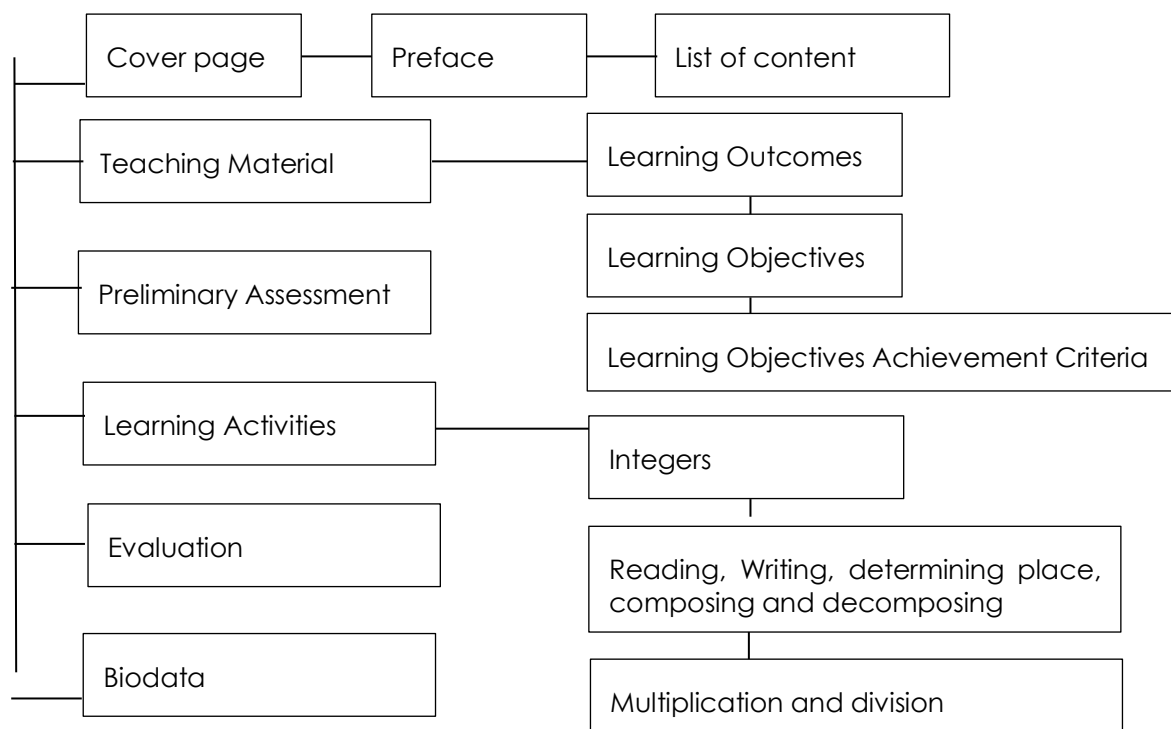 Cover page
Preface
List of content
Teaching Material
Learning Outcomes
Learning Objectives
Preliminary Assessment
Learning Objectives Achievement Criteria
Learning Activities
Integers
Evaluation
Reading, Writing, determining place,
composing and decomposing
Biodata
Multiplication and division